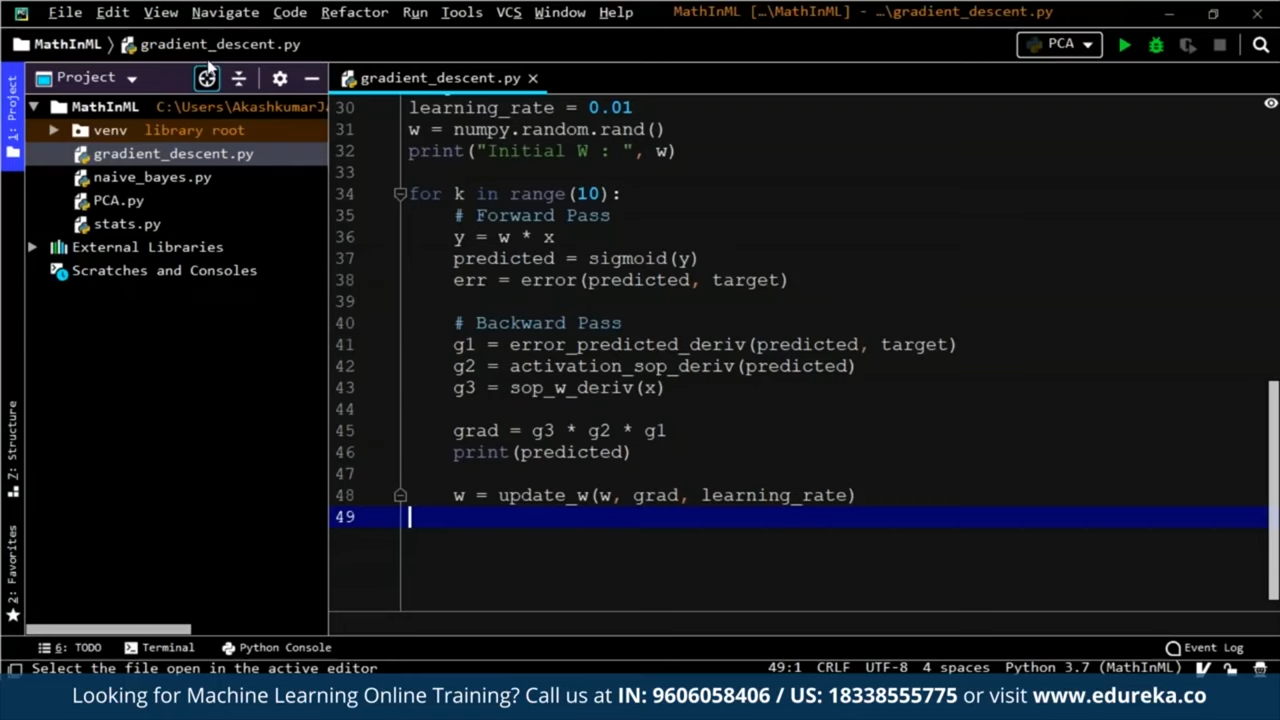 File Edit View Navigate Code Refactor Run Tools VCS Window Help MathInML [...\MathInML] - ...\gradient_descent.py
MathInML gradient_descent.py PCA
Project gradient_descent.py
1: Project
MathInML C:\Users\AkashkumarJ
venv library root
gradient_descent.py
naive_bayes.py
PCA.py
stats.py
External Libraries
Scratches and Consoles
30 learning_rate = 0.01
31 w = numpy.random.rand()
32 print("Initial W : ", w)
33
34 for k in range(10):
35 # Forward Pass
36 y = w * x
37 predicted = sigmoid(y)
38 err = error(predicted, target)
39
40 # Backward Pass
41 g1 = error_predicted_deriv(predicted, target)
42 g2 = activation_sop_deriv(predicted)
43 g3 = sop_w_deriv(x)
44
45 grad = g3 * g2 * g1
46 print(predicted)
47
48 w = update_w(w, grad, learning_rate)
49
Z: Structure
2: Favorites
6: TODO Terminal Python Console Event Log
Select the file open in the active editor 49:1 CRLF UTF-8 4 spaces Python 3.7 (MathInML)
Looking for Machine Learning Online Training? Call us at IN: 9606058406 / US: 18338555775 or visit www.edureka.co